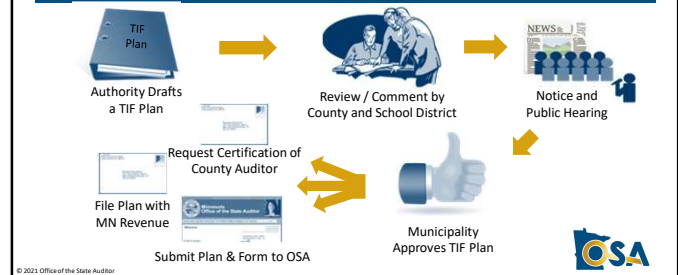 TIF
Plan
Authority Drafts
a TIF Plan
Review / Comment by
County and School District
NEWS
Notice and
Public Hearing
Municipality
Approves TIF Plan
Request Certification of
County Auditor
File Plan with
MN Revenue
Minnesota
Office of the State Auditor
Submit Plan & Form to OSA
OSA
© 2021 Office of the State Auditor